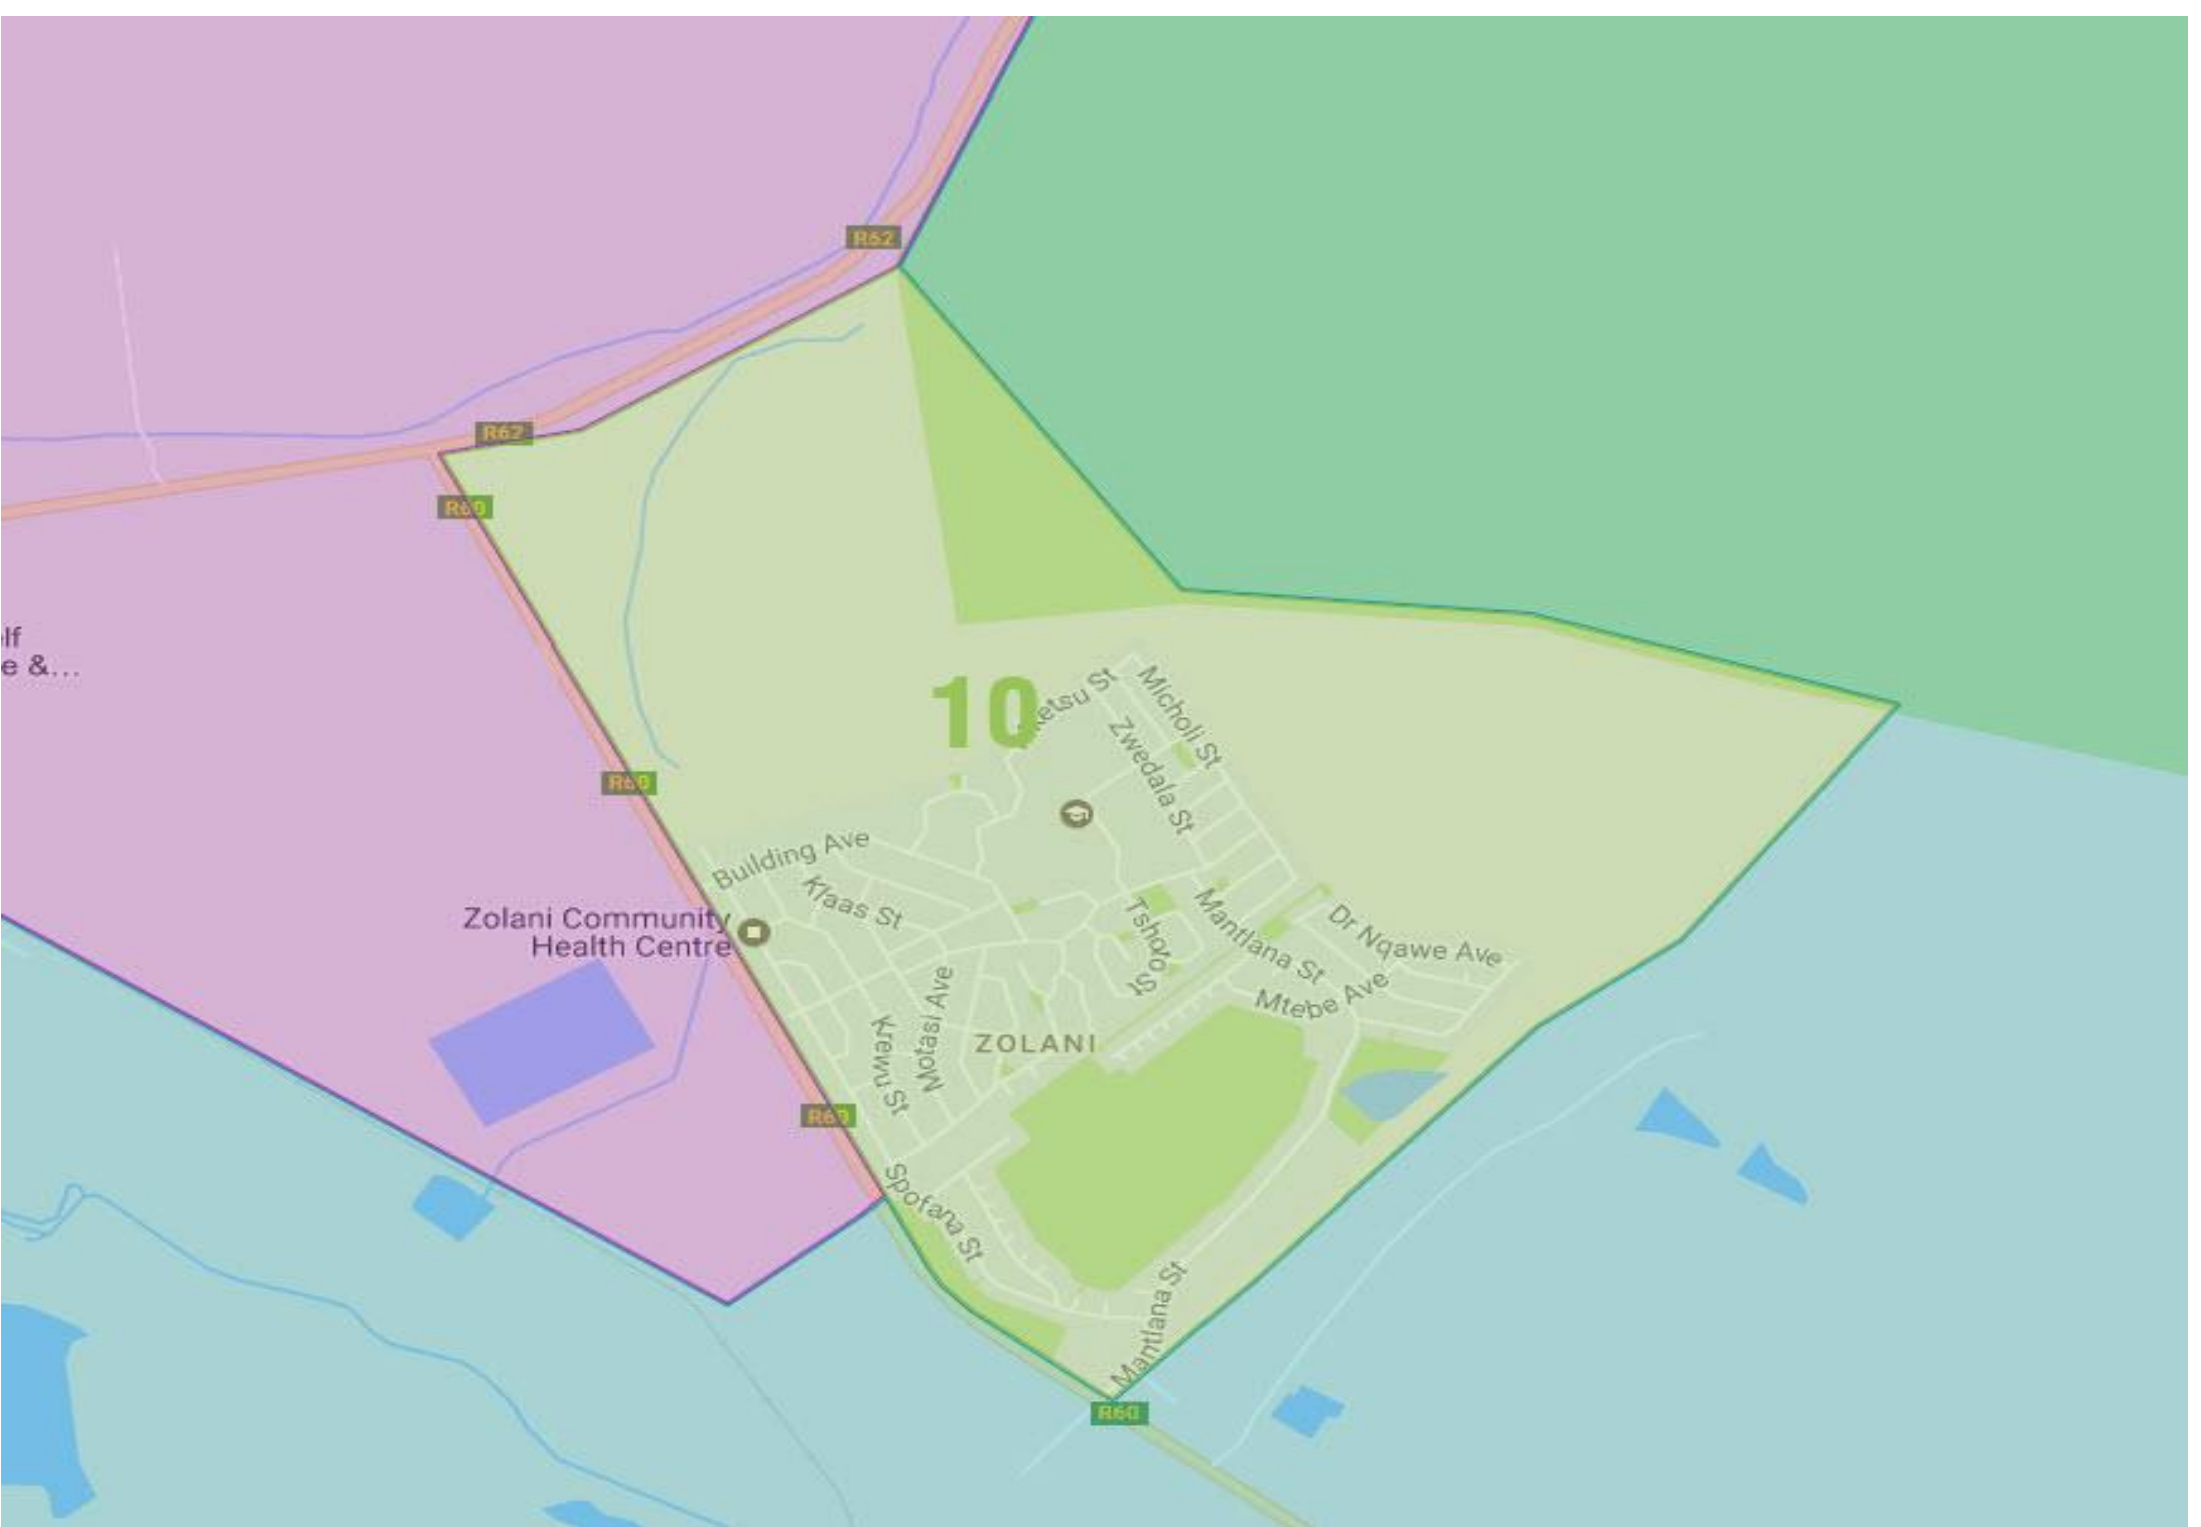 R62
R62
R60
lf
e &...
10
Micholi St
Zwedala St
R60
Building Ave
Klaas St
Zolani Community
Health Centre
Tshoto St
Mantlana St
Dr Nqawe Ave
Mtebe Ave
Krewu St
Motasi Ave
ZOLANI
R60
Spofana St
Mantlana St
R60